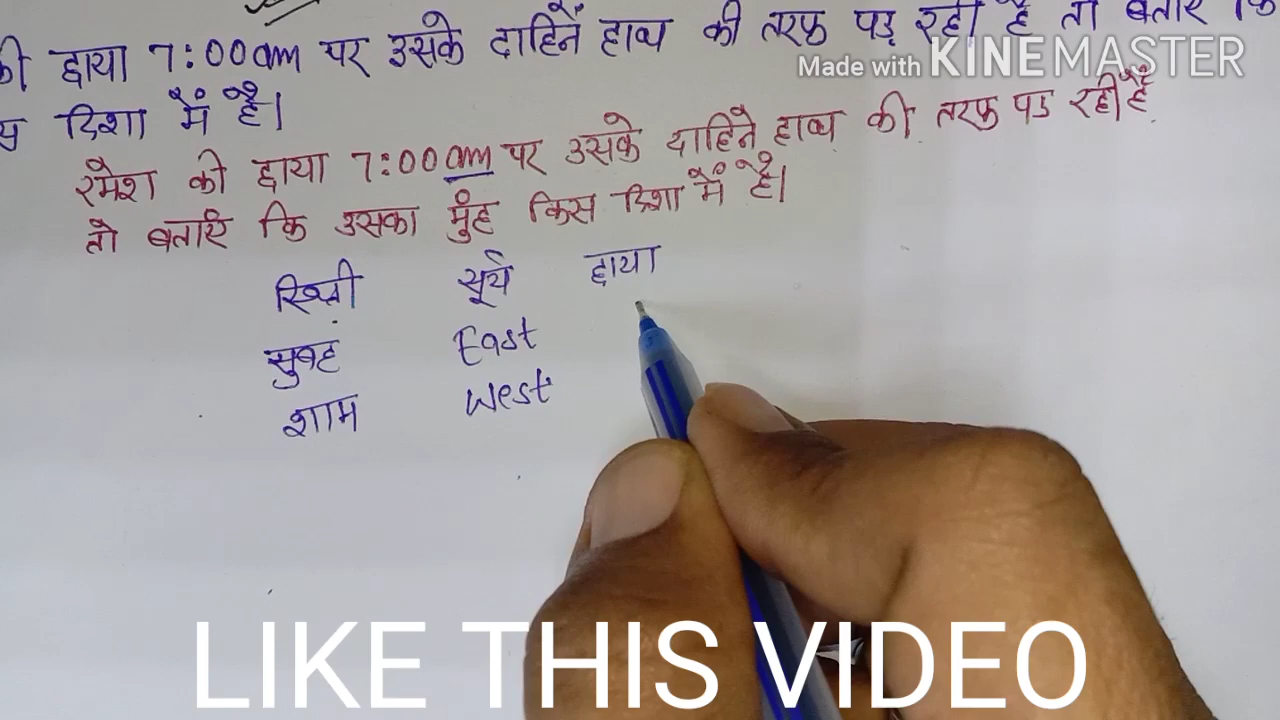 की छाया 7:00am पर उसके दाहिने हाथ की तरफ पड़ रही है तो बताएं कि
दिशा में है।
Made with KINEMASTER
रमेश की छाया 7:00am पर उसके दाहिने हाथ की तरफ पड रही है
तो बताएं कि उसका मुंह किस दिशा में है।
स्थिती सूर्य छाया
सुबह East
शाम West
LIKE THIS VIDEO